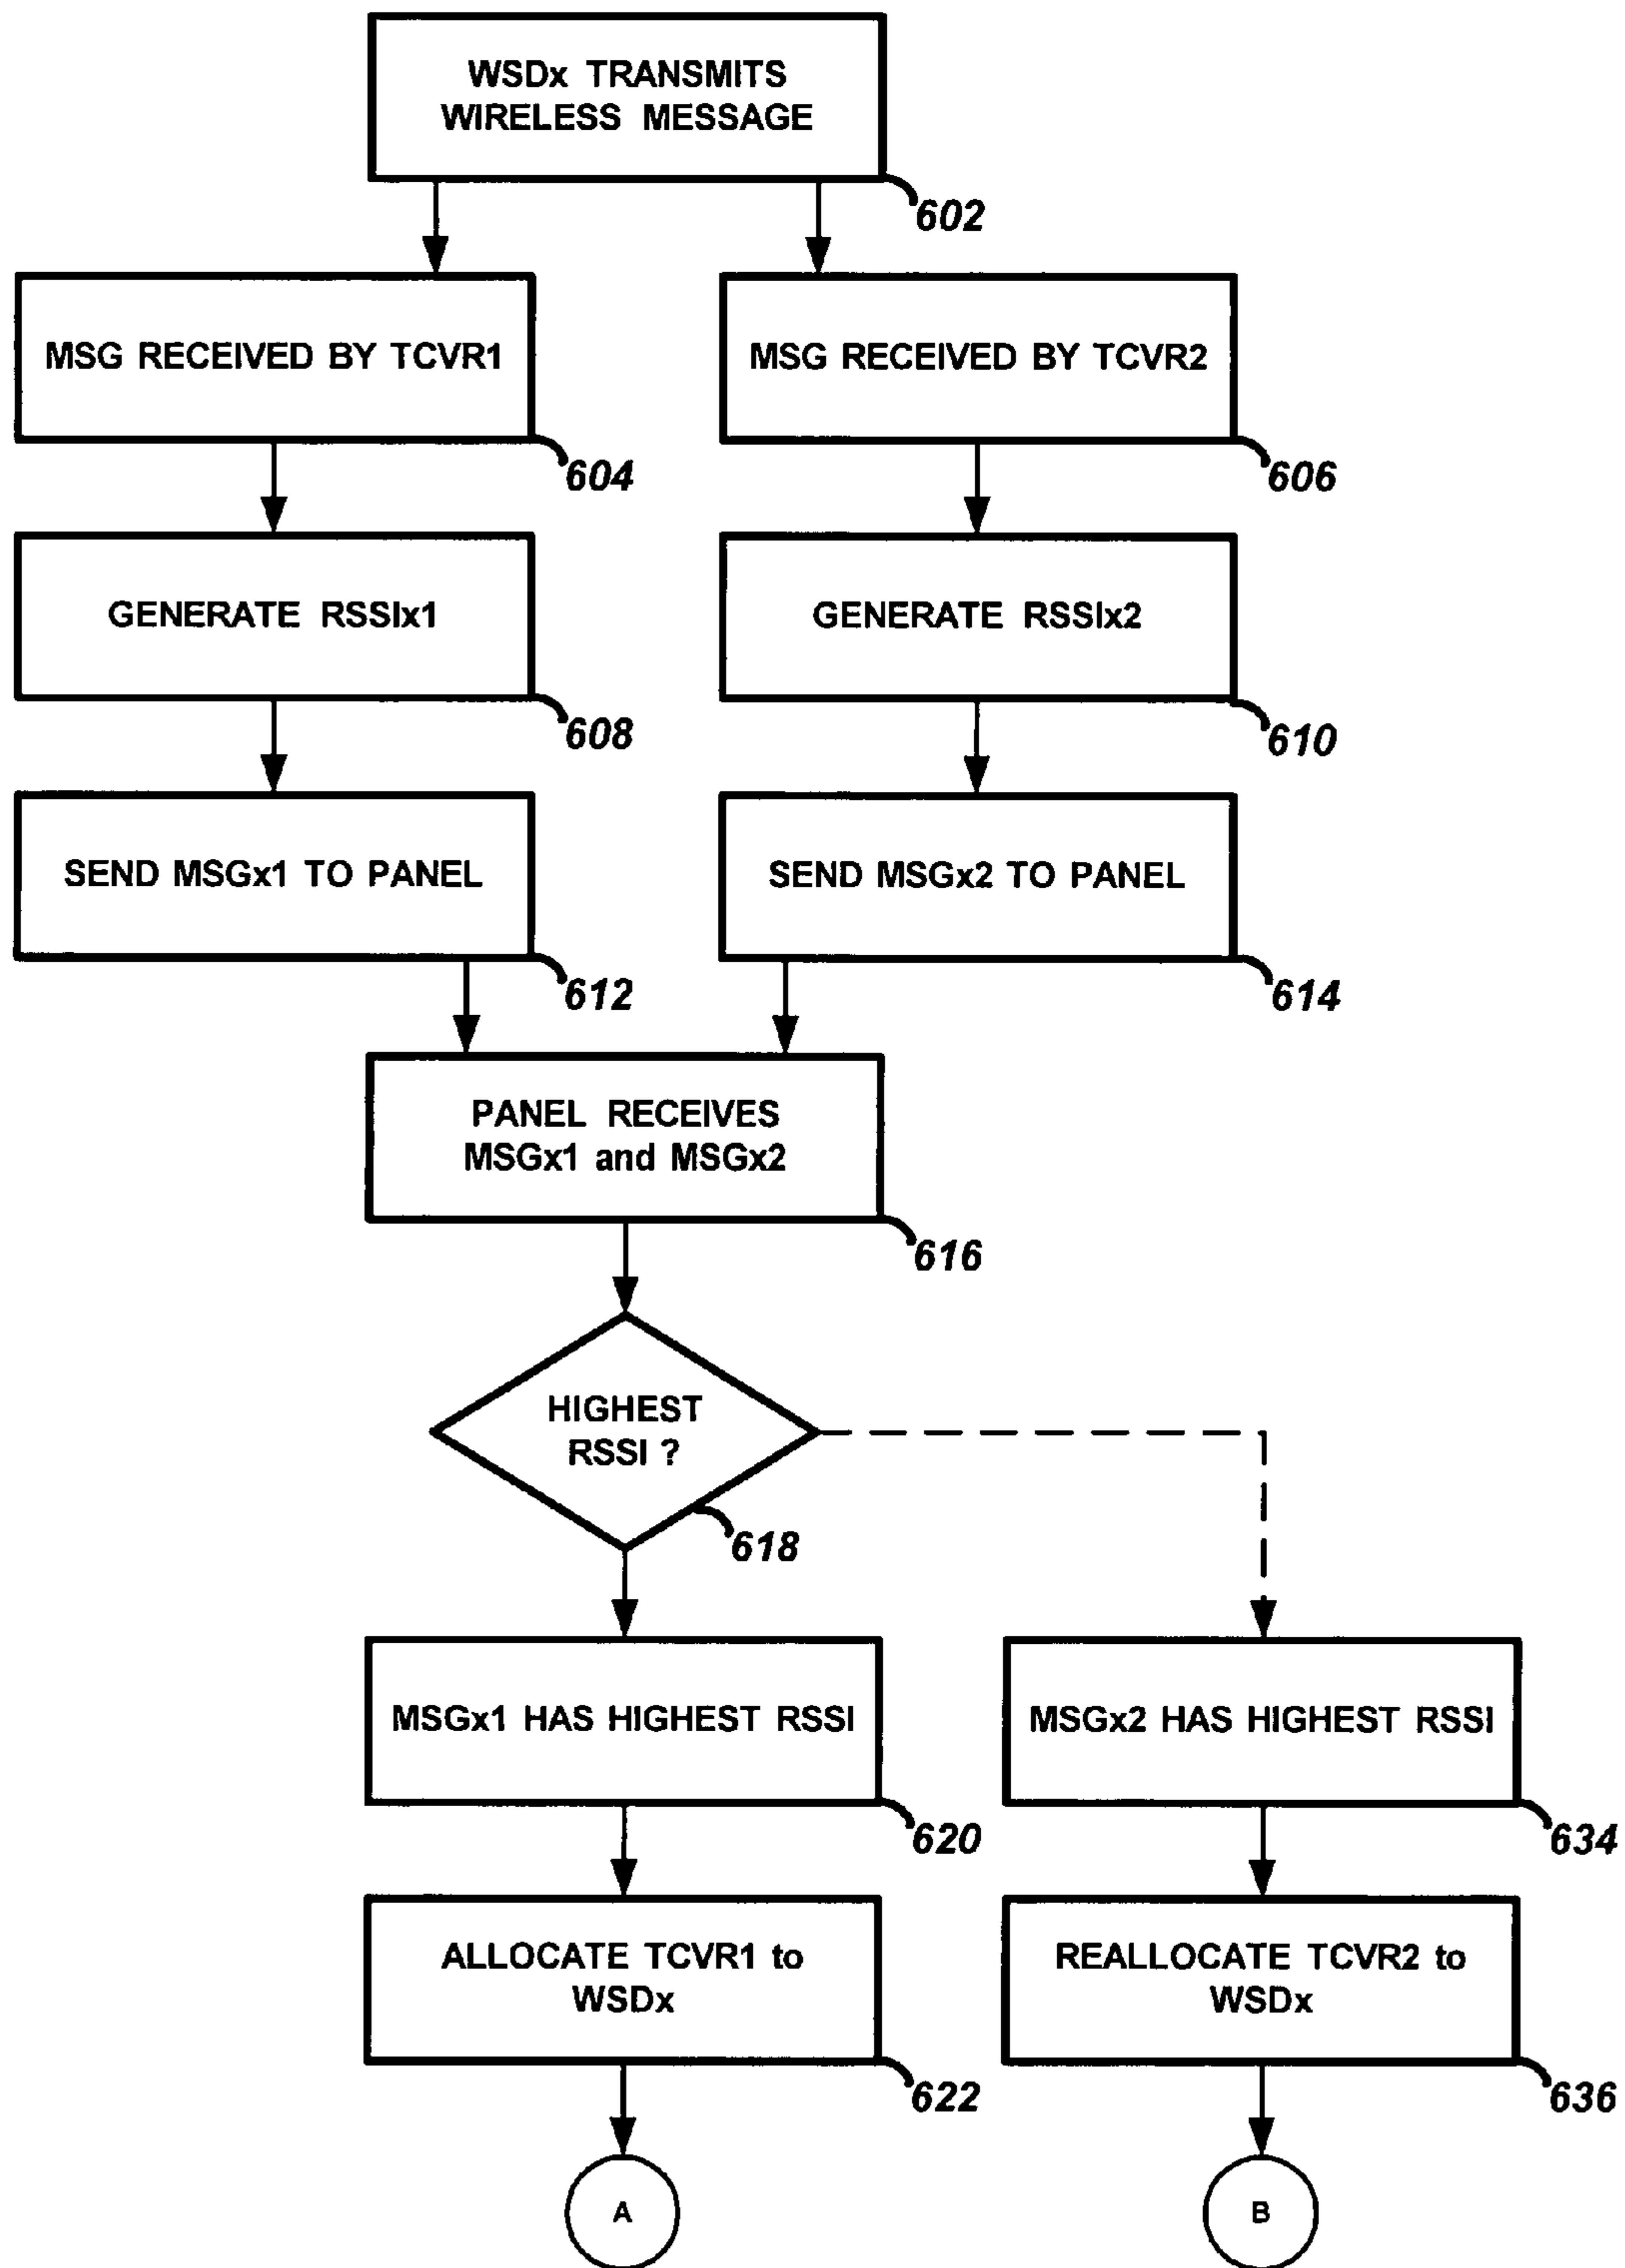 WSDx TRANSMITS
WIRELESS MESSAGE
602
MSG RECEIVED BY TCVR1
604
MSG RECEIVED BY TCVR2
606
GENERATE RSSIx1
608
GENERATE RSSIx2
610
SEND MSGx1 TO PANEL
612
SEND MSGx2 TO PANEL
614
PANEL RECEIVES
MSGx1 and MSGx2
616
HIGHEST
RSSI ?
618
MSGx1 HAS HIGHEST RSSI
620
MSGx2 HAS HIGHEST RSSI
634
ALLOCATE TCVR1 to
WSDx
622
REALLOCATE TCVR2 to
WSDx
636
A
B